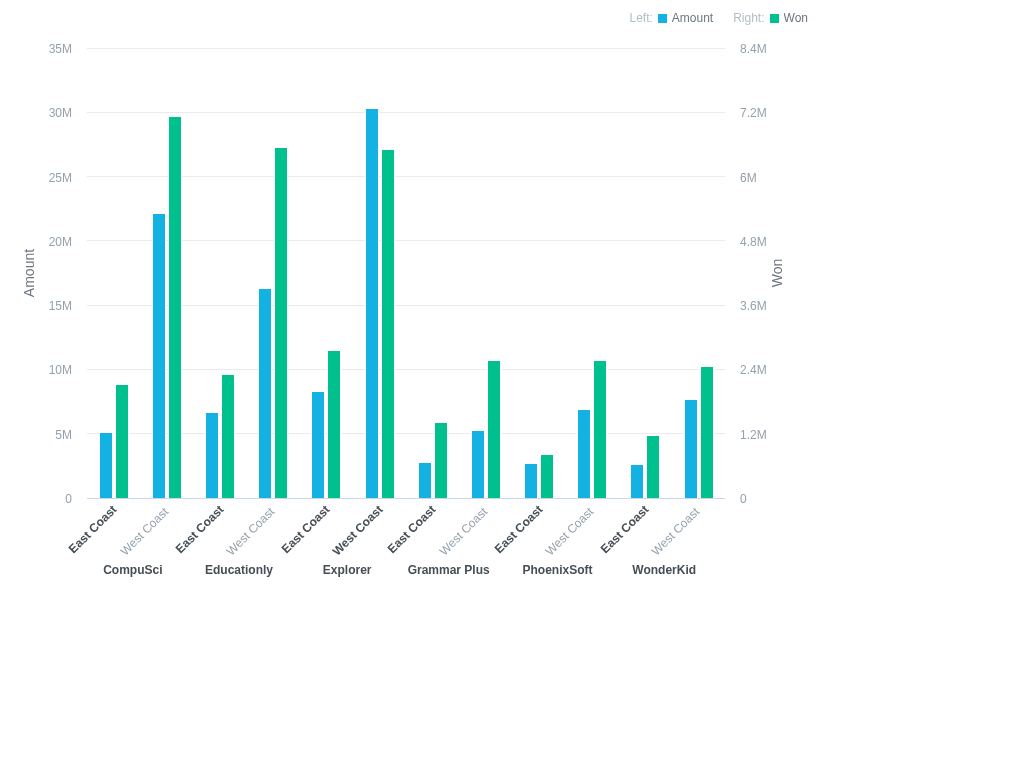 Left: Amount Right: Won
35M 8.4M
30M 7.2M
25M 6M
20M 4.8M
Amount Won
15M 3.6M
10M 2.4M
5M 1.2M
0 0
East Coast West Coast East Coast West Coast East Coast West Coast East Coast West Coast East Coast West Coast East Coast West Coast
CompuSci Educationly Explorer Grammar Plus PhoenixSoft WonderKid